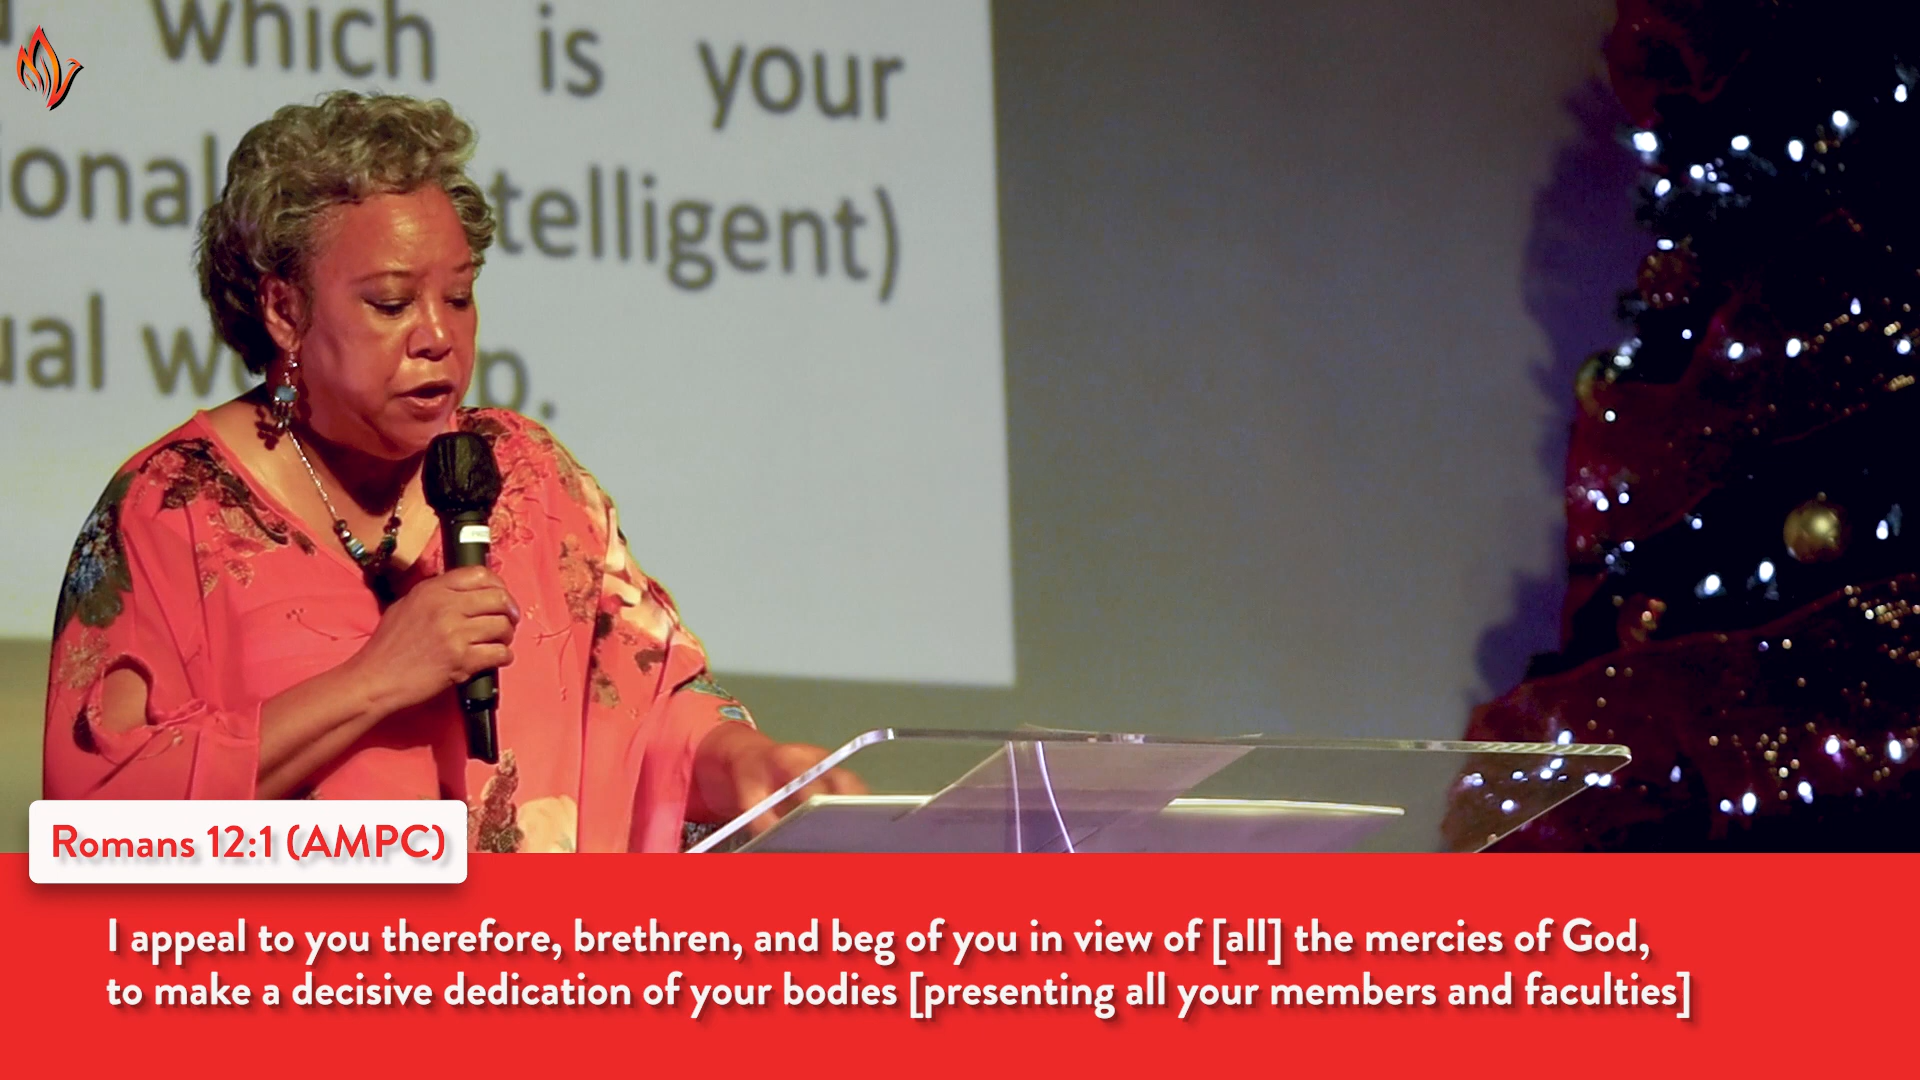 which is your
telligent)
Romans 12:1 (AMPC)
I appeal to you therefore, brethren, and beg of you in view of [all] the mercies of God,
to make a decisive dedication of your bodies [presenting all your members and faculties]